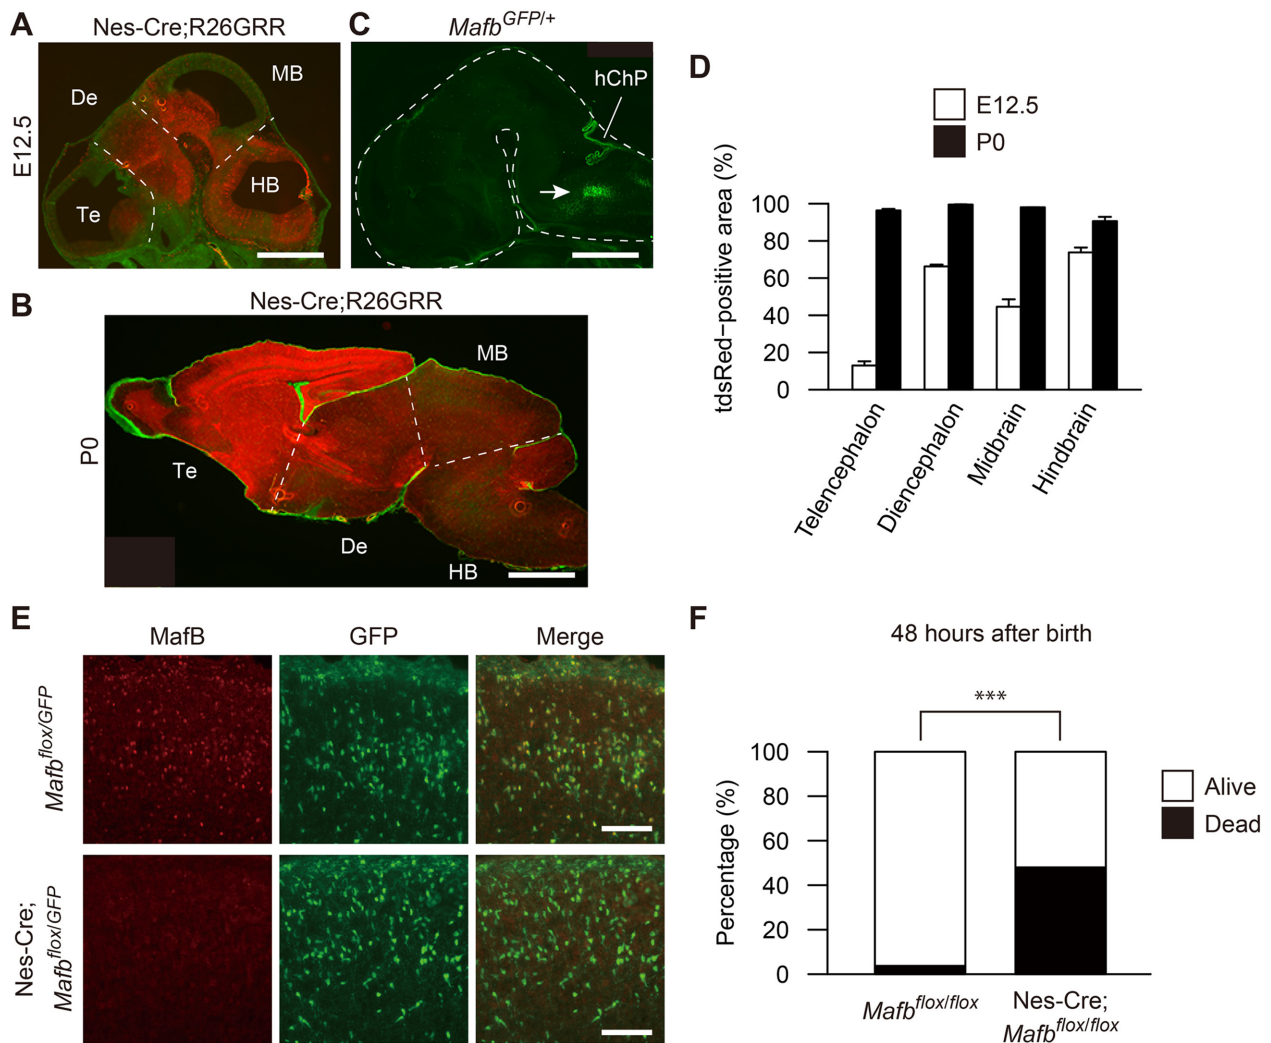 A
Nes-Cre;R26GRR
E12.5
De
MB
Te
HB
C
Mafb^GFP/+
hChP
B
Nes-Cre;R26GRR
P0
MB
Te
De
HB
D
E12.5
P0
tdsRed−positive area (%)
100
80
60
40
20
0
Telencephalon
Diencephalon
Midbrain
Hindbrain
E
MafB
GFP
Merge
Mafb^flox/GFP
Nes-Cre;
Mafb^flox/GFP
F
48 hours after birth
***
Percentage (%)
100
80
60
40
20
0
Alive
Dead
Mafb^flox/flox
Nes-Cre;
Mafb^flox/flox